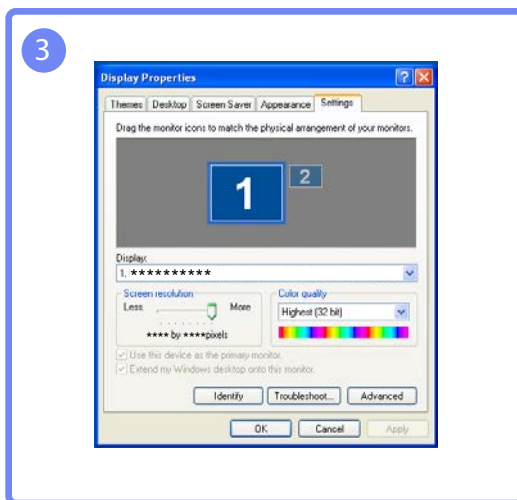 3
Display Properties
Themes Desktop Screen Saver Appearance Settings
Drag the monitor icons to match the physical arrangement of your monitors.
1 2
Display:
1. **********
Screen resolution Color quality
Less More Highest (32 bit)
**** by ****pixels
Use this device as the primary monitor.
Extend my Windows desktop onto this monitor.
Identify Troubleshoot... Advanced
OK Cancel Apply